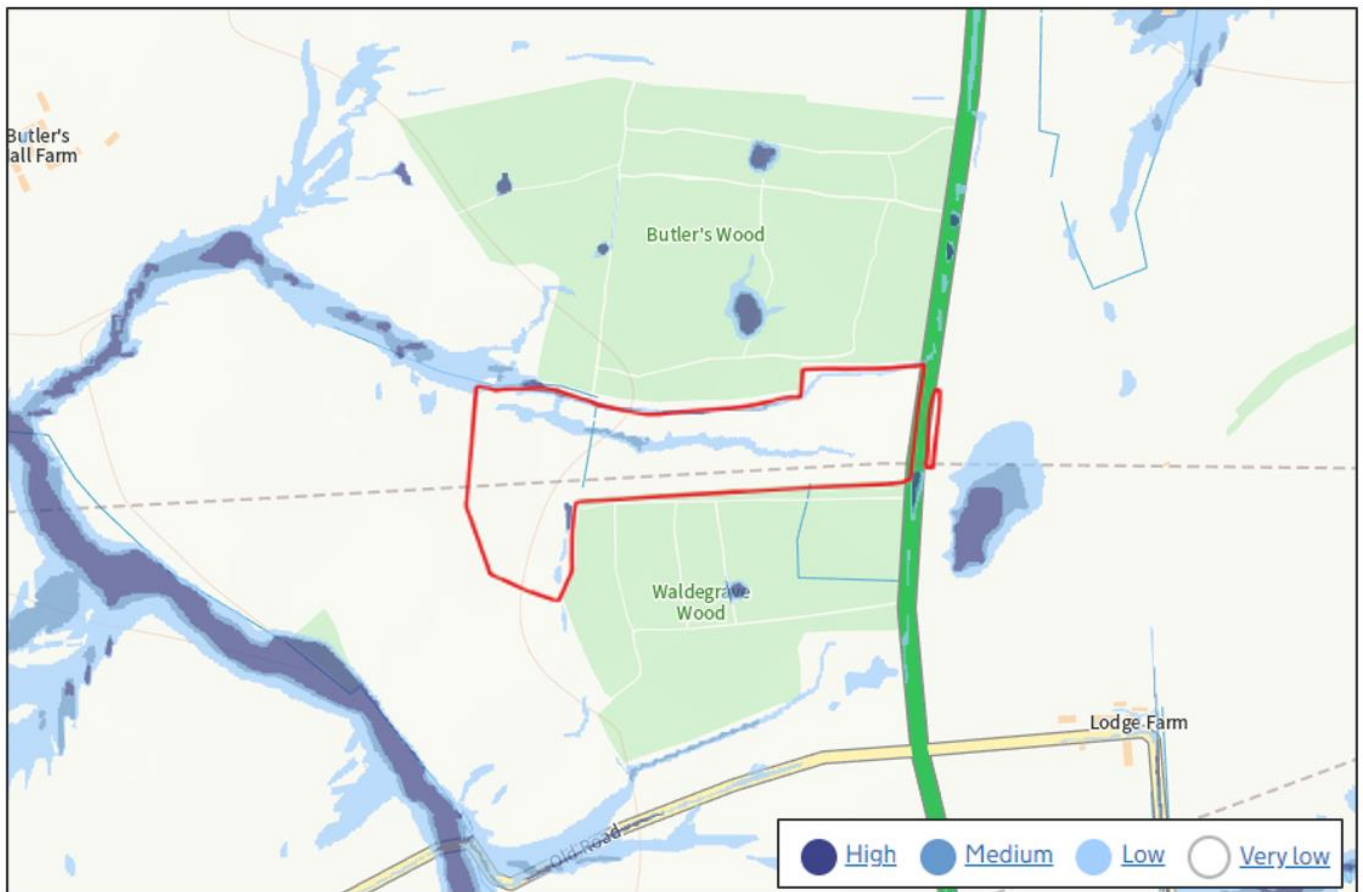 Butler's
all Farm
Butler's Wood
Waldegrave
Wood
Lodge Farm
Old Road
High
Medium
Low
Very low